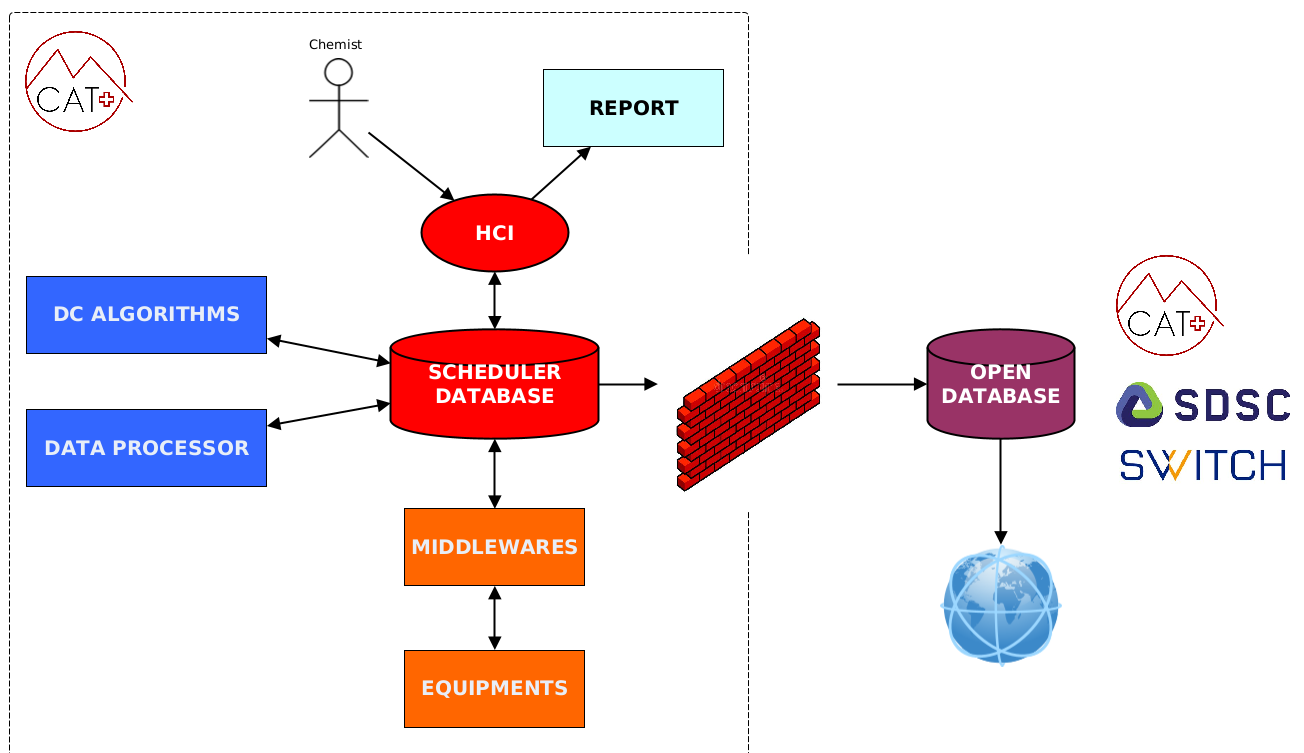 Chemist
CAT+
REPORT
HCI
DC ALGORITHMS
SCHEDULER
DATABASE
OPEN
DATABASE
CAT+
SDSC
SWITCH
DATA PROCESSOR
MIDDLEWARES
EQUIPMENTS